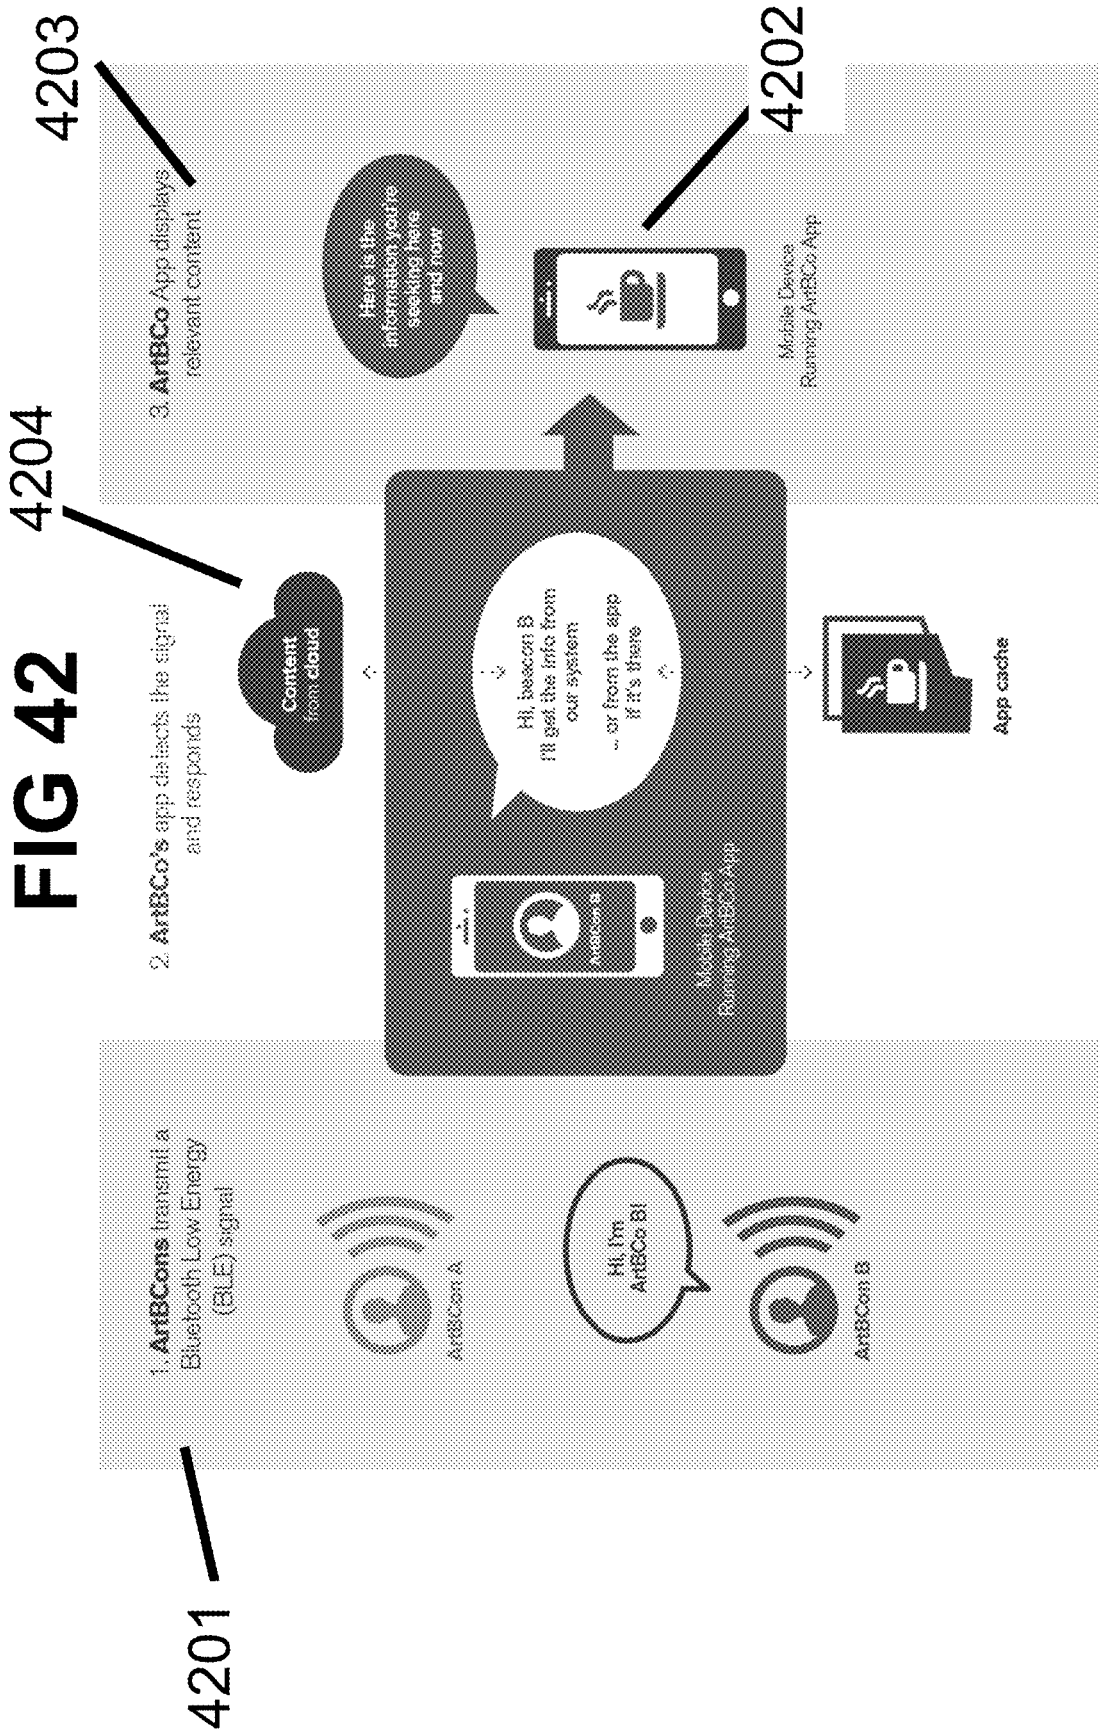 FIG 42
4201
4204
4203
4202
1. ArtBCons transmit a
Bluetooth Low Energy
(BLE) signal
ArtBCon A
Hi, I'm
ArtBCo B!
ArtBCon B
2. ArtBCo's app detects the signal
and responds
Content
from cloud
Hi, beacon B
I'll get the info from
our system
... or from the app
if it's there
ArtBCon B
Mobile Device
Running ArtBCo App
App cache
3. ArtBCo App displays
relevant content
Here is the
information you're
seeking here
and now
Mobile Device
Running ArtBCo App